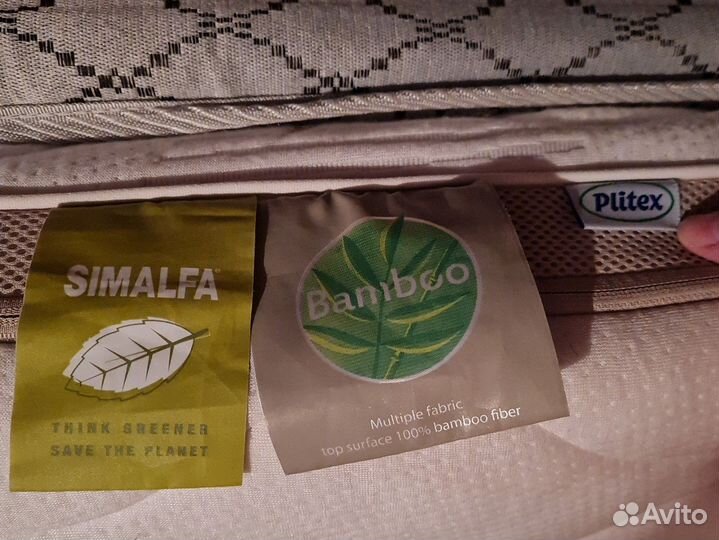 SIMALFA®
THINK GREENER
SAVE THE PLANET
Bamboo
Multiple fabric
top surface 100% bamboo fiber
Plitex
Avito